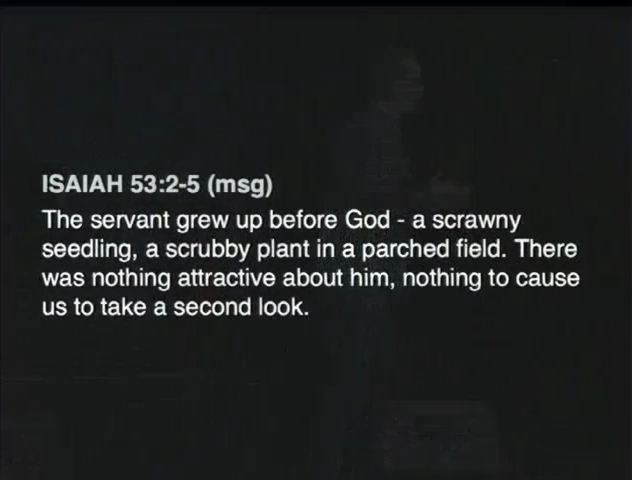 ISAIAH 53:2-5 (msg)
The servant grew up before God - a scrawny
seedling, a scrubby plant in a parched field. There
was nothing attractive about him, nothing to cause
us to take a second look.